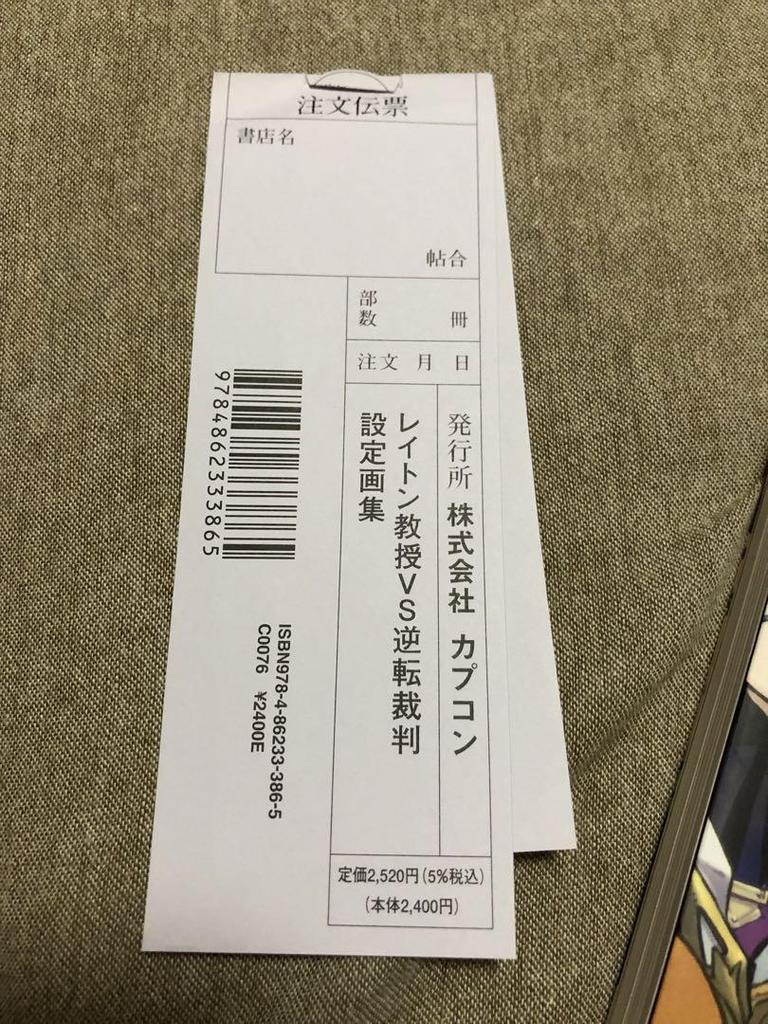 注文伝票
書店名
帖合
部数 冊
注文 月 日
発行所 株式会社 カプコン
レイトン教授VS逆転裁判
設定画集
定価2,520円(5%税込)
(本体2,400円)
9784862333865
ISBN978-4-86233-386-5
C0076 ¥2400E